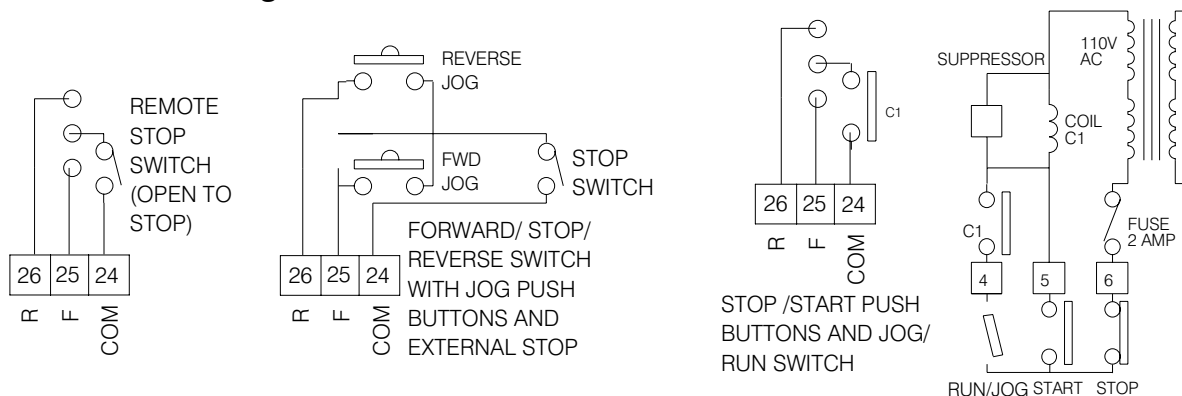 REMOTE
STOP
SWITCH
(OPEN TO
STOP)
26 25 24
R F COM
REVERSE
JOG
FWD
JOG
STOP
SWITCH
26 25 24
R F COM
FORWARD/ STOP/
REVERSE SWITCH
WITH JOG PUSH
BUTTONS AND
EXTERNAL STOP
C1
26 25 24
R F COM
STOP /START PUSH
BUTTONS AND JOG/
RUN SWITCH
SUPPRESSOR
110V
AC
COIL
C1
C1
FUSE
2 AMP
4 5 6
RUN/JOG START STOP